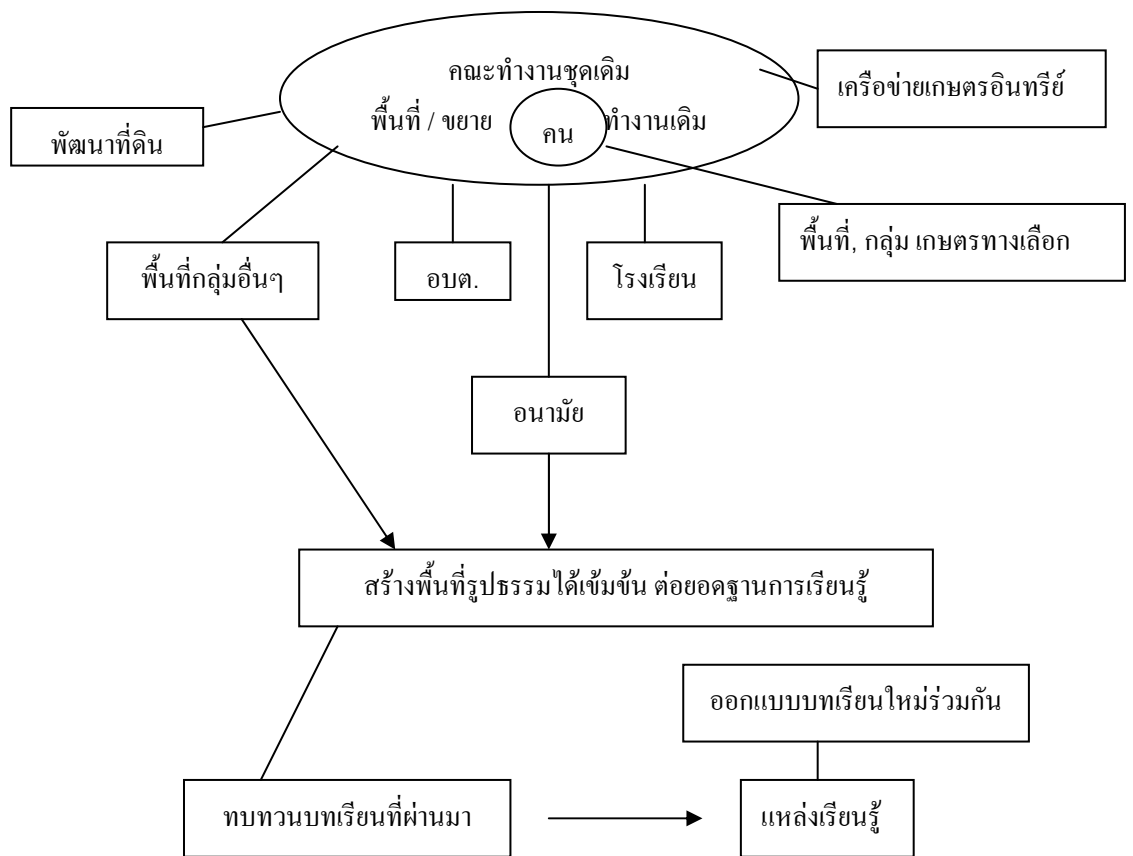 คณะทำงานชุดเดิม
เครือข่ายเกษตรอินทรีย์
พื้นที่ / ขยาย คน ทำงานเดิม
พัฒนาที่ดิน
พื้นที่, กลุ่ม เกษตรทางเลือก
พื้นที่กลุ่มอื่นๆ
อบต.
โรงเรียน
อนามัย
สร้างพื้นที่รูปธรรมได้เข้มข้น ต่อยอดฐานการเรียนรู้
ออกแบบบทเรียนใหม่ร่วมกัน
ทบทวนบทเรียนที่ผ่านมา
แหล่งเรียนรู้